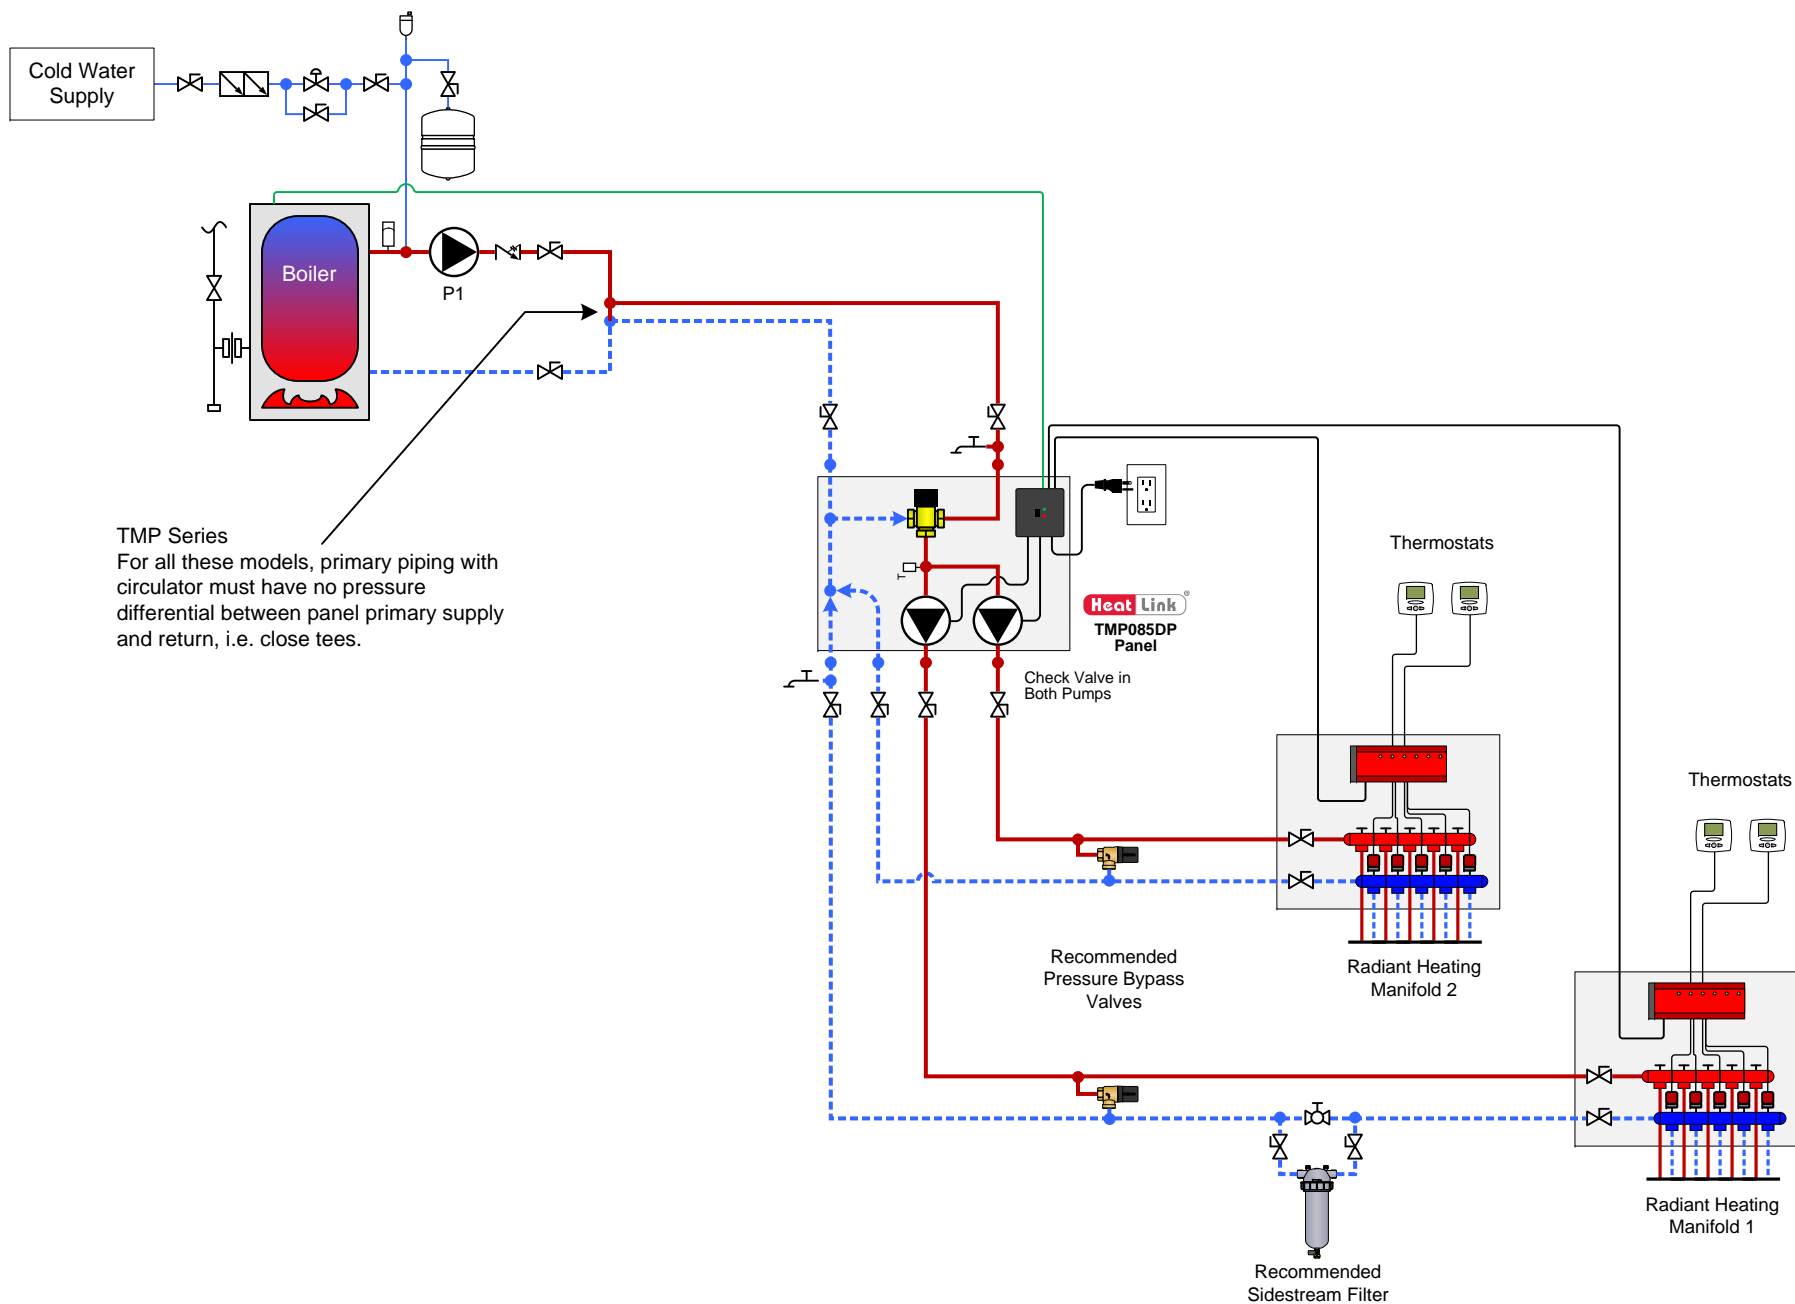 Cold Water
Supply
Boiler
P1
TMP Series
For all these models, primary piping with
circulator must have no pressure
differential between panel primary supply
and return, i.e. close tees.
T
Heat Link®
TMP085DP
Panel
Check Valve in
Both Pumps
Thermostats
Thermostats
Recommended
Pressure Bypass
Valves
Radiant Heating
Manifold 2
Radiant Heating
Manifold 1
Recommended
Sidestream Filter